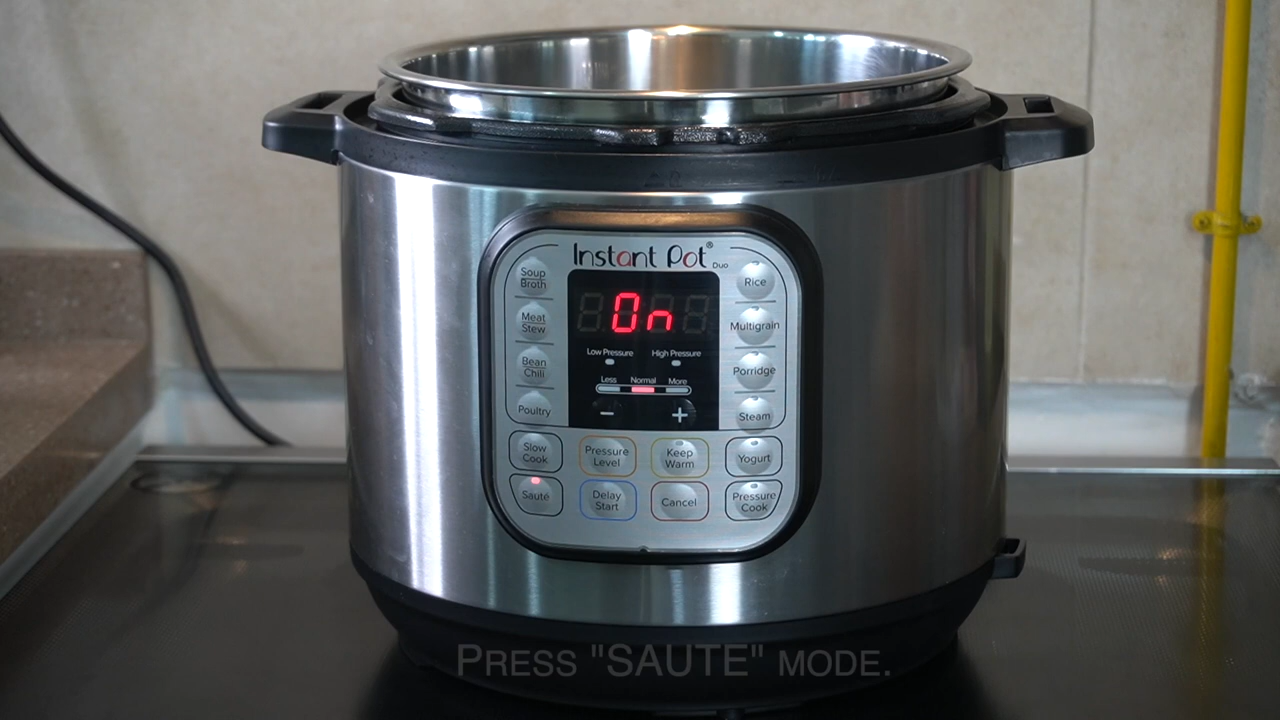 Instant Pot® Duo
Soup
Broth
Meat
Stew
Bean
Chili
Poultry
On
Low Pressure High Pressure
Less Normal More
− +
Rice
Multigrain
Porridge
Steam
Slow
Cook
Pressure
Level
Keep
Warm
Yogurt
Sauté
Delay
Start
Cancel
Pressure
Cook
PRESS "SAUTE" MODE.